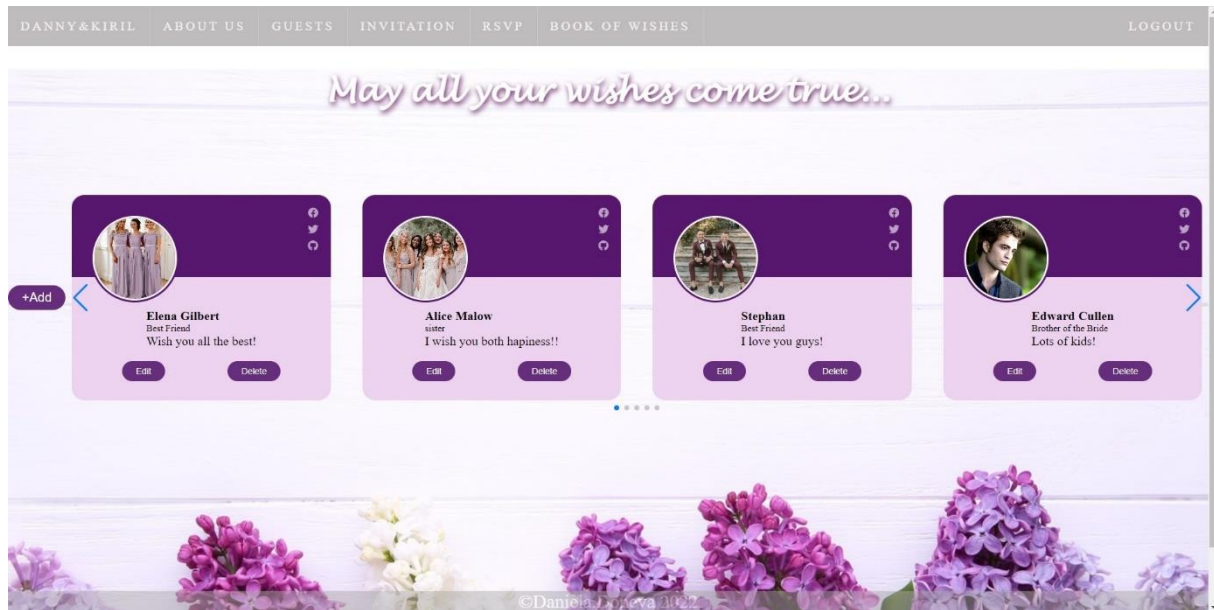 DANNY&KIRIL ABOUT US GUESTS INVITATION RSVP BOOK OF WISHES LOGOUT
May all your wishes come true...
+Add
Elena Gilbert
Best Friend
Wish you all the best!
Edit Delete
Alice Malow
sister
I wish you both hapiness!!
Edit Delete
Stephan
Best Friend
I love you guys!
Edit Delete
Edward Cullen
Brother of the Bride
Lots of kids!
Edit Delete
©Daniela Doneva 2022